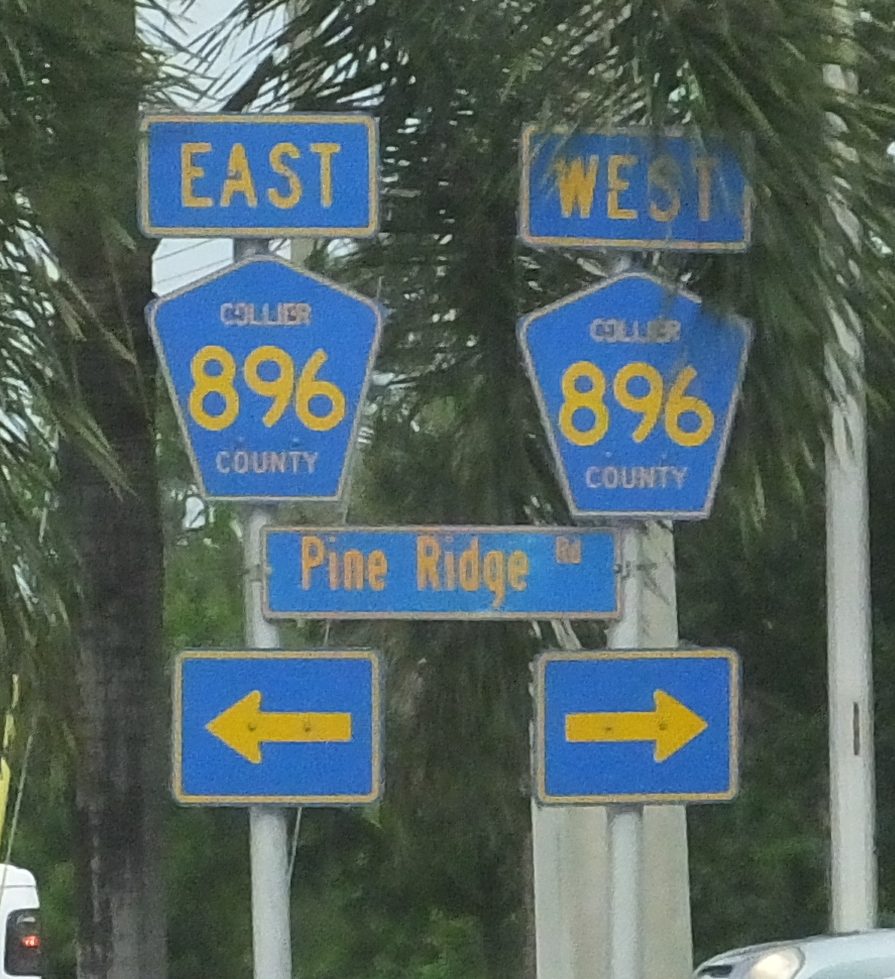 EAST
COLLIER
896
COUNTY
WEST
COLLIER
896
COUNTY
Pine Ridge Rd